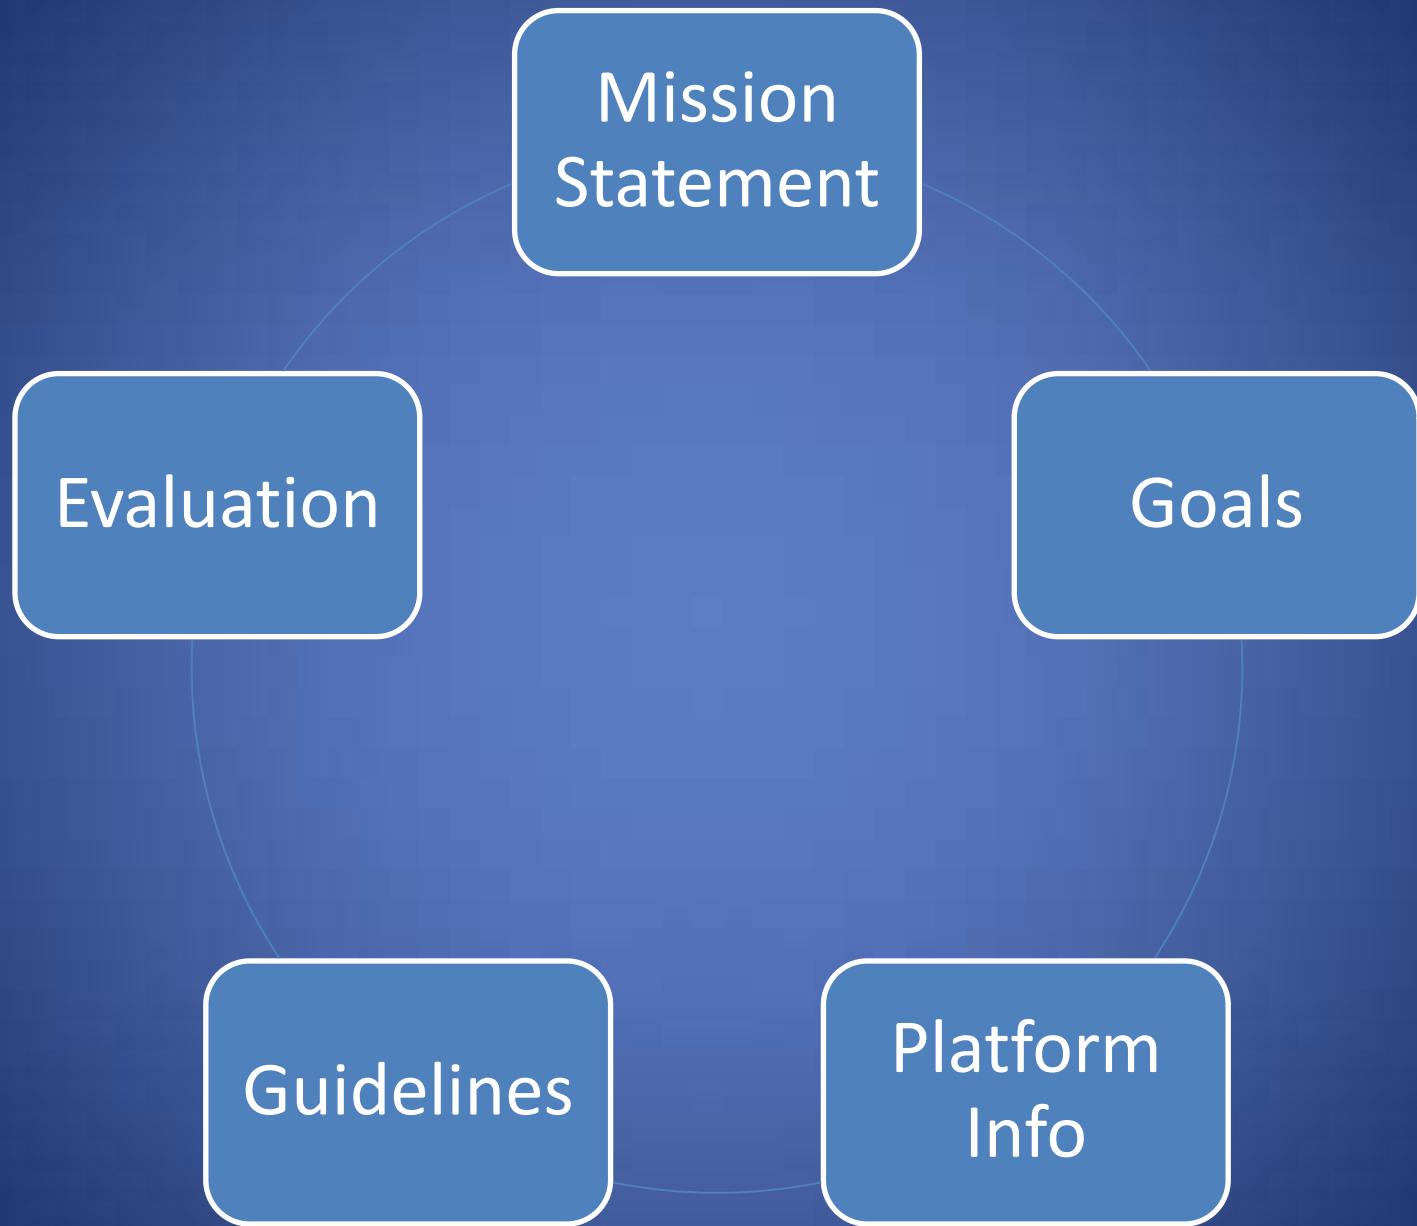 Mission
Statement
Goals
Platform
Info
Guidelines
Evaluation